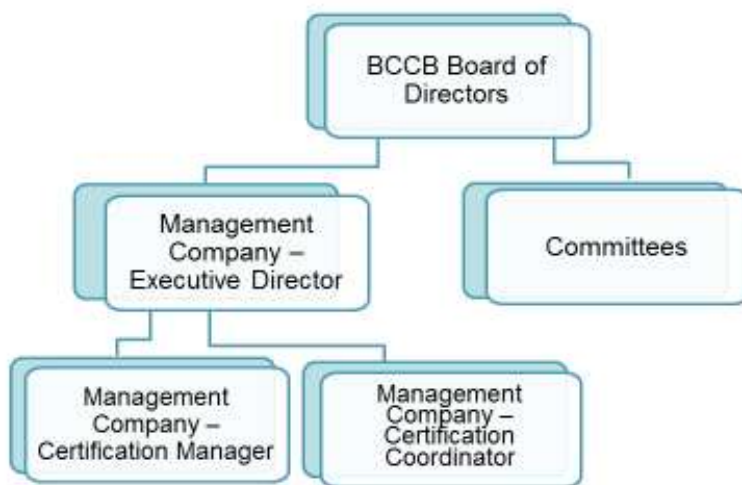 BCCB Board of
Directors
Management
Company –
Executive Director
Committees
Management
Company –
Certification Manager
Management
Company –
Certification
Coordinator